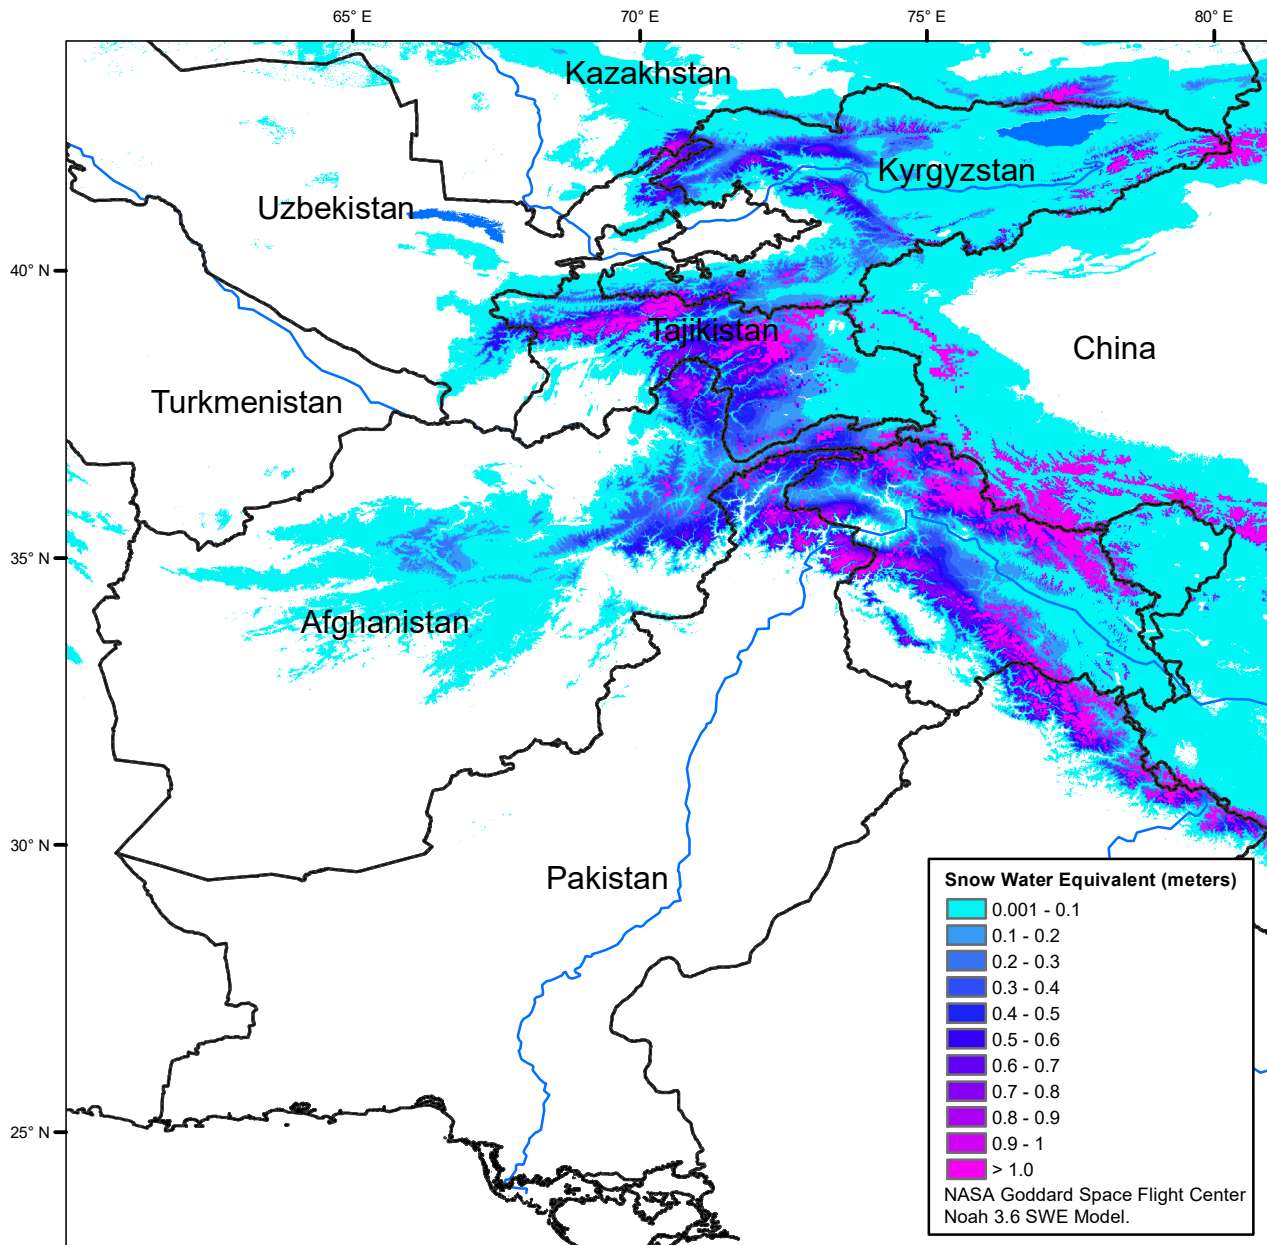 65° E
70° E
75° E
80° E
Kazakhstan
Kyrgyzstan
Uzbekistan
40° N
Tajikistan
China
Turkmenistan
35° N
Afghanistan
30° N
Pakistan
25° N
Snow Water Equivalent (meters)
0.001 - 0.1
0.1 - 0.2
0.2 - 0.3
0.3 - 0.4
0.4 - 0.5
0.5 - 0.6
0.6 - 0.7
0.7 - 0.8
0.8 - 0.9
0.9 - 1
> 1.0
NASA Goddard Space Flight Center
Noah 3.6 SWE Model.